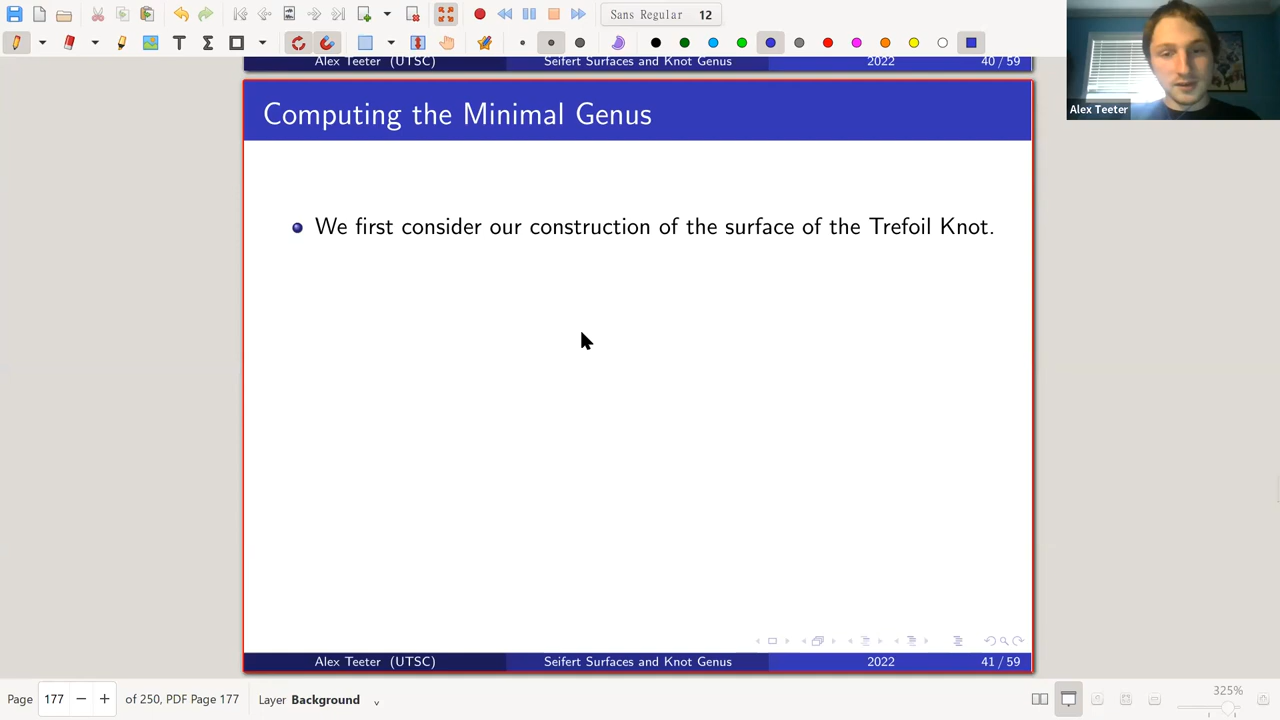 Sans Regular 12
Alex Teeter (UTSC) Seifert Surfaces and Knot Genus 2022 40 / 59
Alex Teeter
Computing the Minimal Genus
We first consider our construction of the surface of the Trefoil Knot.
Alex Teeter (UTSC) Seifert Surfaces and Knot Genus 2022 41 / 59
Page 177 of 250, PDF Page 177 Layer Background 325%